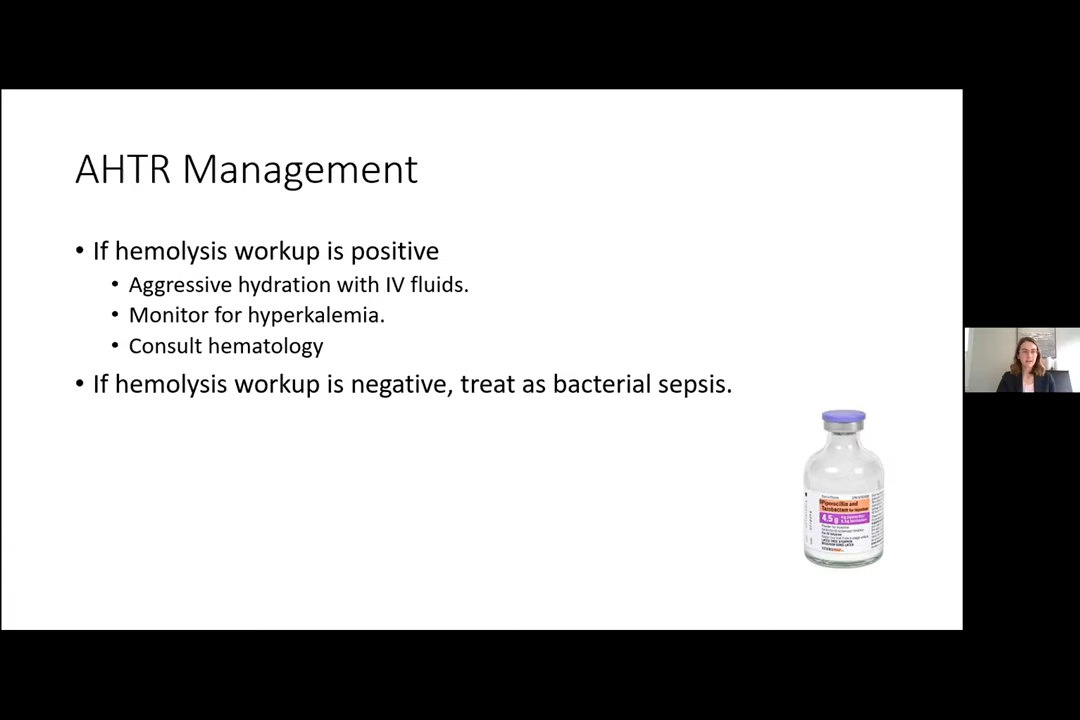 AHTR Management
• If hemolysis workup is positive
• Aggressive hydration with IV fluids.
• Monitor for hyperkalemia.
• Consult hematology
• If hemolysis workup is negative, treat as bacterial sepsis.
Piperacillin and
Tazobactam for Injection
4.5 g